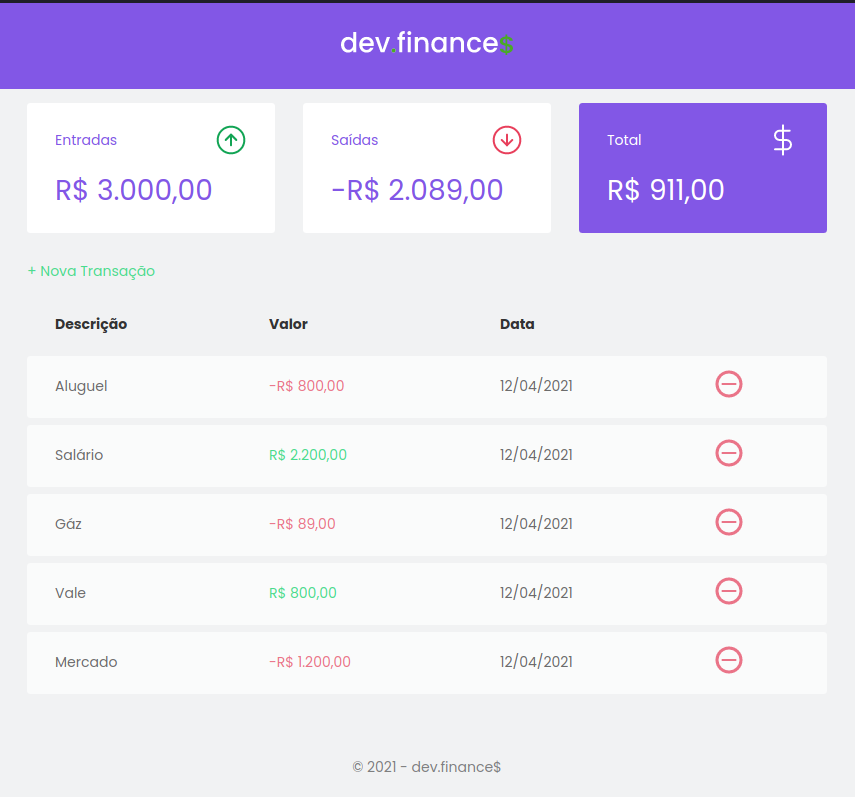 dev.finance$
Entradas
R$ 3.000,00
Saídas
-R$ 2.089,00
Total
$
R$ 911,00
+ Nova Transação
Descrição Valor Data
Aluguel -R$ 800,00 12/04/2021
Salário R$ 2.200,00 12/04/2021
Gáz -R$ 89,00 12/04/2021
Vale R$ 800,00 12/04/2021
Mercado -R$ 1.200,00 12/04/2021
© 2021 - dev.finance$